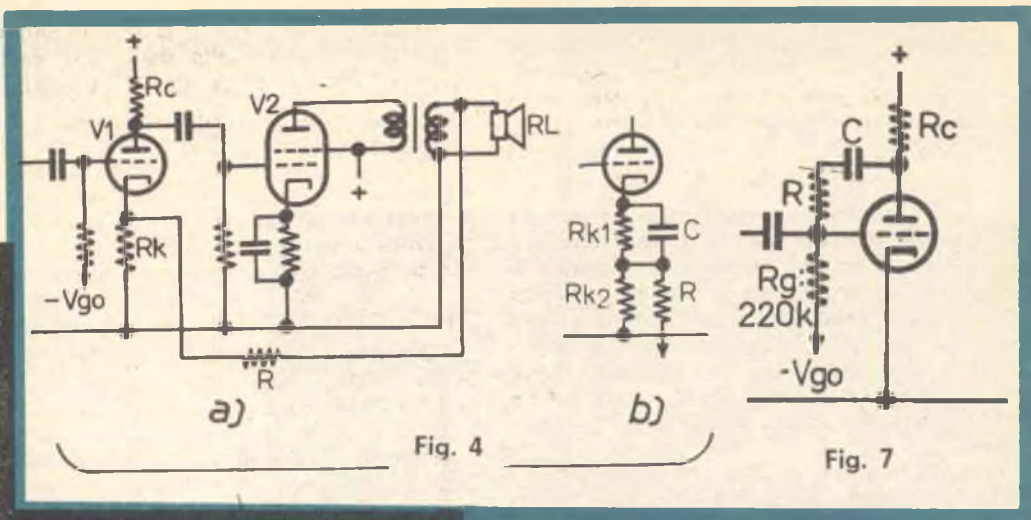 +
Rc
V1
V2
RL
Rk
-Vgo
+
R
a)
Rk1
C
Rk2
R
b)
Fig. 4
+
Rc
C
R
Rg
220k
-Vgo
Fig. 7